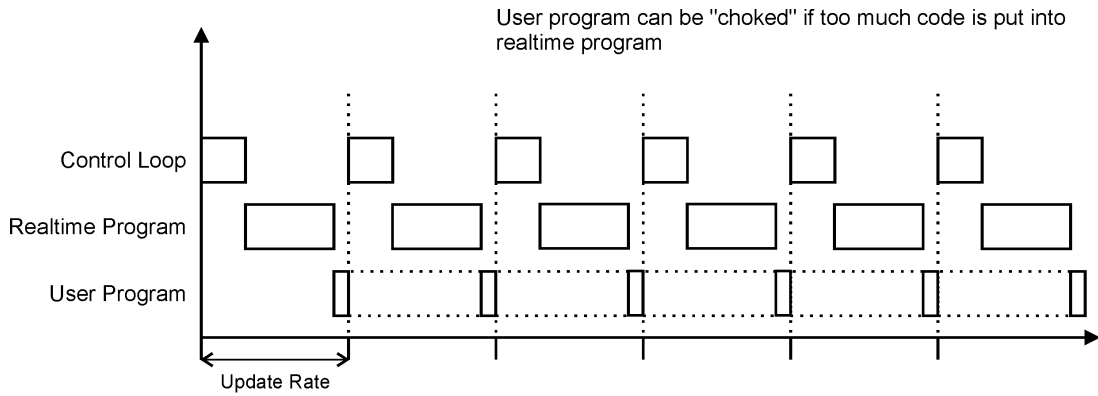 User program can be "choked" if too much code is put into
realtime program
Control Loop
Realtime Program
User Program
Update Rate